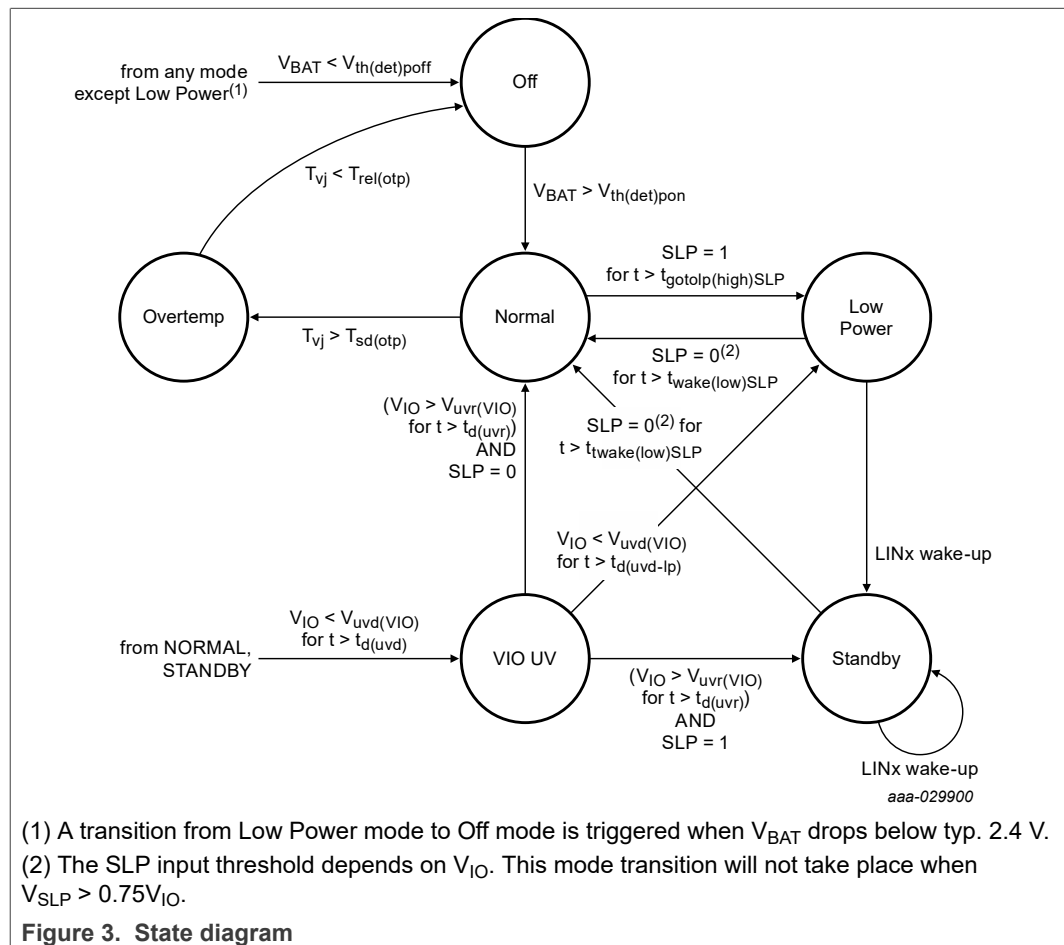 V_BAT < V_th(det)poff
from any mode
except Low Power(1)
Off
T_vj < T_rel(otp)
V_BAT > V_th(det)pon
SLP = 1
for t > t_gotolp(high)SLP
Overtemp
Normal
Low
Power
T_vj > T_sd(otp)
SLP = 0(2)
for t > t_wake(low)SLP
(V_IO > V_uvr(VIO)
for t > t_d(uvr))
AND
SLP = 0
SLP = 0(2) for
t > t_twake(low)SLP
V_IO < V_uvd(VIO)
for t > t_d(uvd-lp)
LINx wake-up
V_IO < V_uvd(VIO)
for t > t_d(uvd)
from NORMAL,
STANDBY
VIO UV
Standby
(V_IO > V_uvr(VIO)
for t > t_d(uvr))
AND
SLP = 1
LINx wake-up
aaa-029900
(1) A transition from Low Power mode to Off mode is triggered when V_BAT drops below typ. 2.4 V.
(2) The SLP input threshold depends on V_IO. This mode transition will not take place when
V_SLP > 0.75V_IO.
Figure 3. State diagram